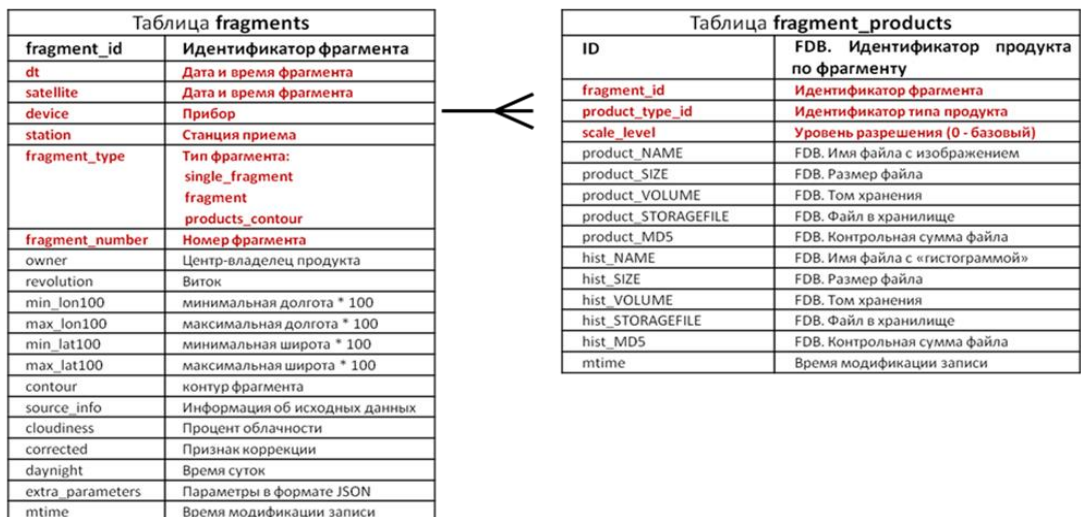 Таблица fragments
fragment_id Идентификатор фрагмента
dt Дата и время фрагмента
satellite Дата и время фрагмента
device Прибор
station Станция приема
fragment_type Тип фрагмента:
single_fragment
fragment
products_contour
fragment_number Номер фрагмента
owner Центр-владелец продукта
revolution Виток
min_lon100 минимальная долгота * 100
max_lon100 максимальная долгота * 100
min_lat100 минимальная широта * 100
max_lat100 максимальная широта * 100
contour контур фрагмента
source_info Информация об исходных данных
cloudiness Процент облачности
corrected Признак коррекции
daynight Время суток
extra_parameters Параметры в формате JSON
mtime Время модификации записи
Таблица fragment_products
ID FDB. Идентификатор продукта
по фрагменту
fragment_id Идентификатор фрагмента
product_type_id Идентификатор типа продукта
scale_level Уровень разрешения (0 - базовый)
product_NAME FDB. Имя файла с изображением
product_SIZE FDB. Размер файла
product_VOLUME FDB. Том хранения
product_STORAGEFILE FDB. Файл в хранилище
product_MD5 FDB. Контрольная сумма файла
hist_NAME FDB. Имя файла с «гистограммой»
hist_SIZE FDB. Размер файла
hist_VOLUME FDB. Том хранения
hist_STORAGEFILE FDB. Файл в хранилище
hist_MD5 FDB. Контрольная сумма файла
mtime Время модификации записи